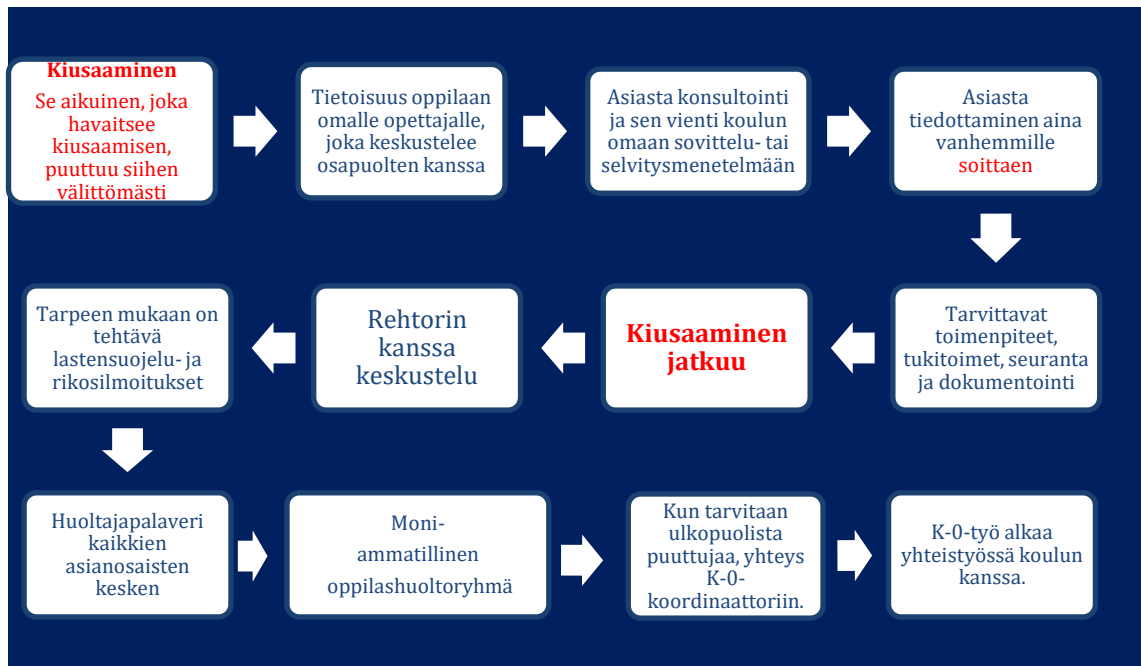 Kiusaaminen
Se aikuinen, joka
havaitsee
kiusaamisen,
puuttuu siihen
välittömästi
Tietoisuus oppilaan
omalle opettajalle,
joka keskustelee
osapuolten kanssa
Asiasta konsultointi
ja sen vienti koulun
omaan sovittelu- tai
selvitysmenetelmään
Asiasta
tiedottaminen aina
vanhemmille
soittaen
Tarvittavat
toimenpiteet,
tukitoimet, seuranta
ja dokumentointi
Kiusaaminen
jatkuu
Rehtorin
kanssa
keskustelu
Tarpeen mukaan on
tehtävä
lastensuojelu- ja
rikosilmoitukset
Huoltajapalaveri
kaikkien
asianosaisten
kesken
Moni-
ammatillinen
oppilashuoltoryhmä
Kun tarvitaan
ulkopuolista
puuttujaa, yhteys
K-0-
koordinaattoriin.
K-0-työ alkaa
yhteistyössä koulun
kanssa.